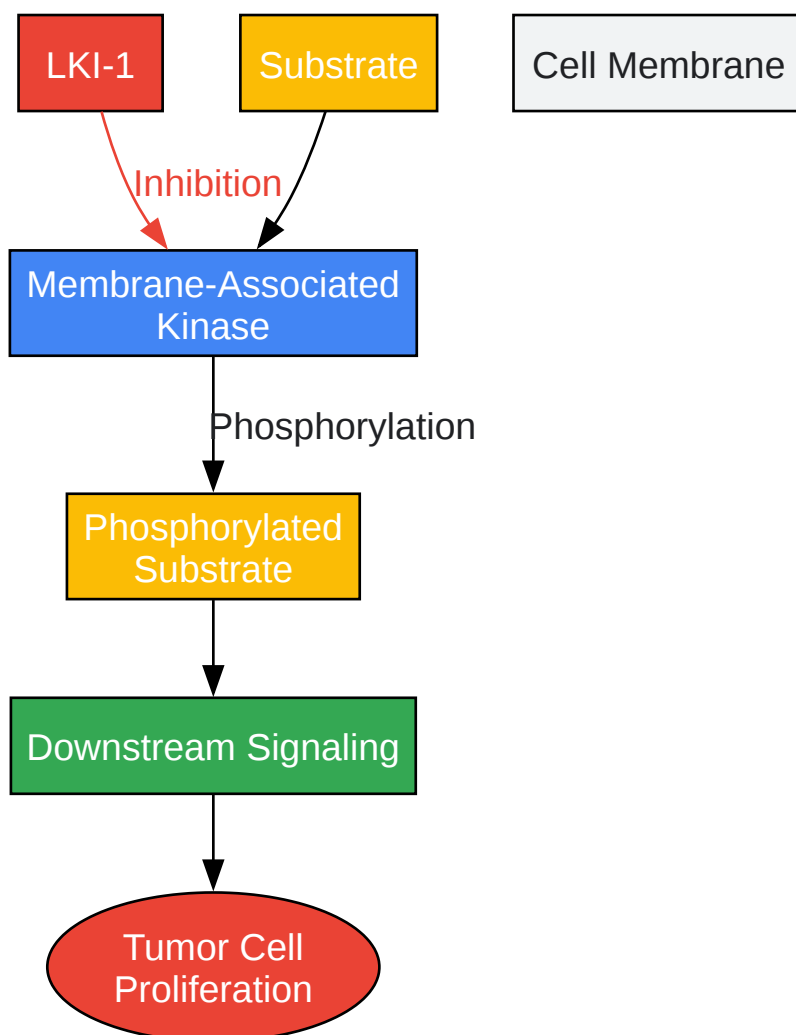 LKI-1
Substrate
Cell Membrane
Inhibition
Membrane-Associated
Kinase
Phosphorylation
Phosphorylated
Substrate
Downstream Signaling
Tumor Cell
Proliferation